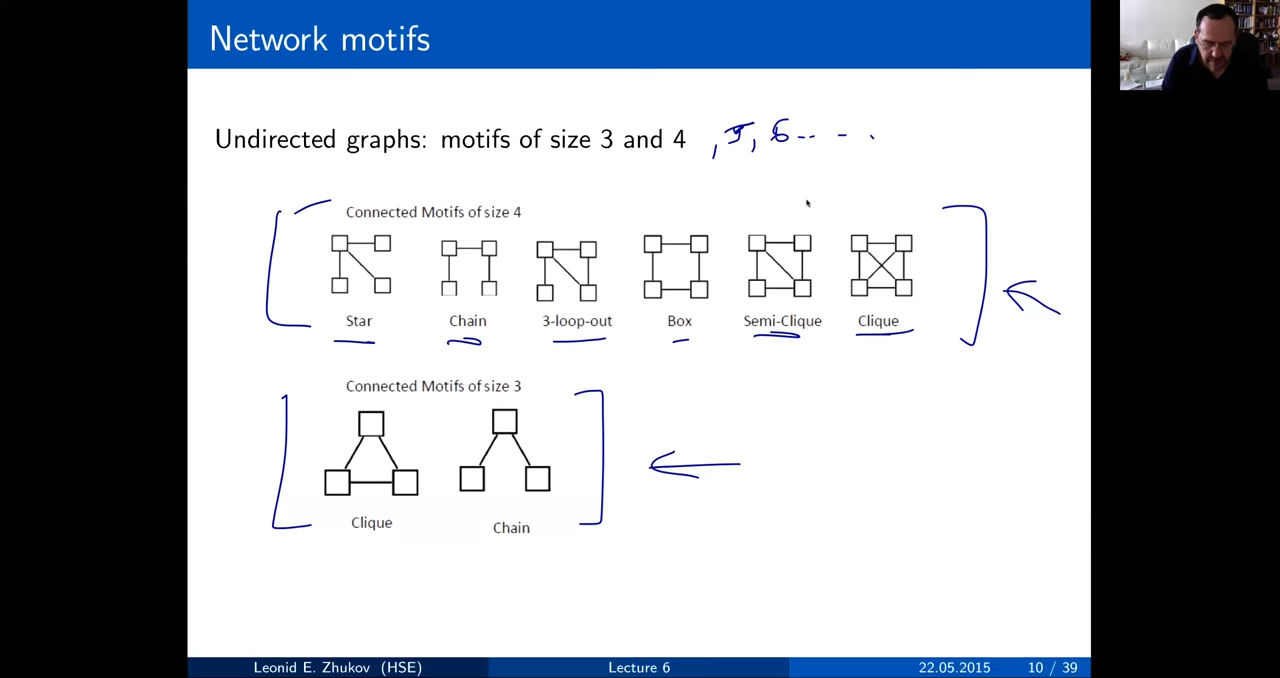 Network motifs
Undirected graphs: motifs of size 3 and 4 , 5, 6 -- - .
Connected Motifs of size 4
Star Chain 3-loop-out Box Semi-Clique Clique
Connected Motifs of size 3
Clique Chain
Leonid E. Zhukov (HSE) Lecture 6 22.05.2015 10 / 39